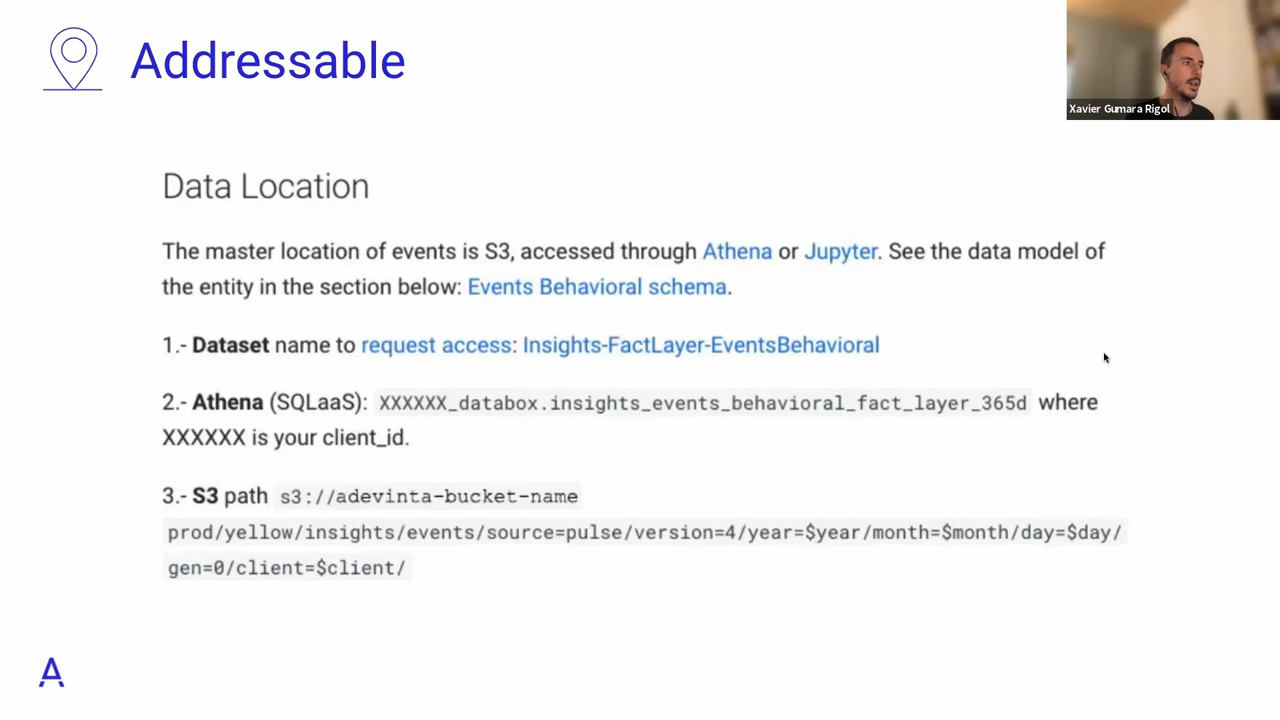 Addressable
Xavier Gumara Rigol
Data Location
The master location of events is S3, accessed through Athena or Jupyter. See the data model of
the entity in the section below: Events Behavioral schema.
1.- Dataset name to request access: Insights-FactLayer-EventsBehavioral
2.- Athena (SQLaaS): XXXXXX_databox.insights_events_behavioral_fact_layer_365d where
XXXXXX is your client_id.
3.- S3 path s3://adevinta-bucket-name
prod/yellow/insights/events/source=pulse/version=4/year=$year/month=$month/day=$day/
gen=0/client=$client/
A